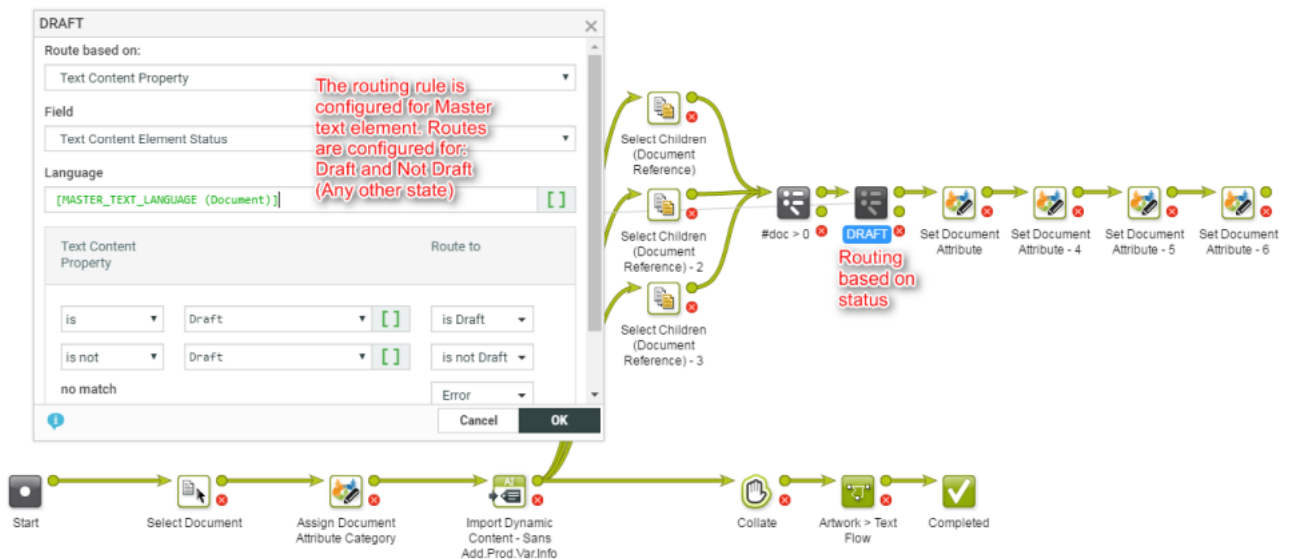 DRAFT
Route based on:
Text Content Property
Field
Text Content Element Status
Language
[MASTER_TEXT_LANGUAGE (Document)]
[]
The routing rule is
configured for Master
text element. Routes
are configured for:
Draft and Not Draft
(Any other state)
Text Content
Property
Route to
is
Draft
[]
is Draft
is not
Draft
[]
is not Draft
no match
Error
Cancel
OK
Select Children
(Document
Reference)
Select Children
(Document
Reference) - 2
Select Children
(Document
Reference) - 3
#doc > 0
DRAFT
Routing
based on
status
Set Document
Attribute
Set Document
Attribute - 4
Set Document
Attribute - 5
Set Document
Attribute - 6
Start
Select Document
Assign Document
Attribute Category
AI
Import Dynamic
Content - Sans
Add.Prod.Var.Info
Collate
Artwork > Text
Flow
Completed